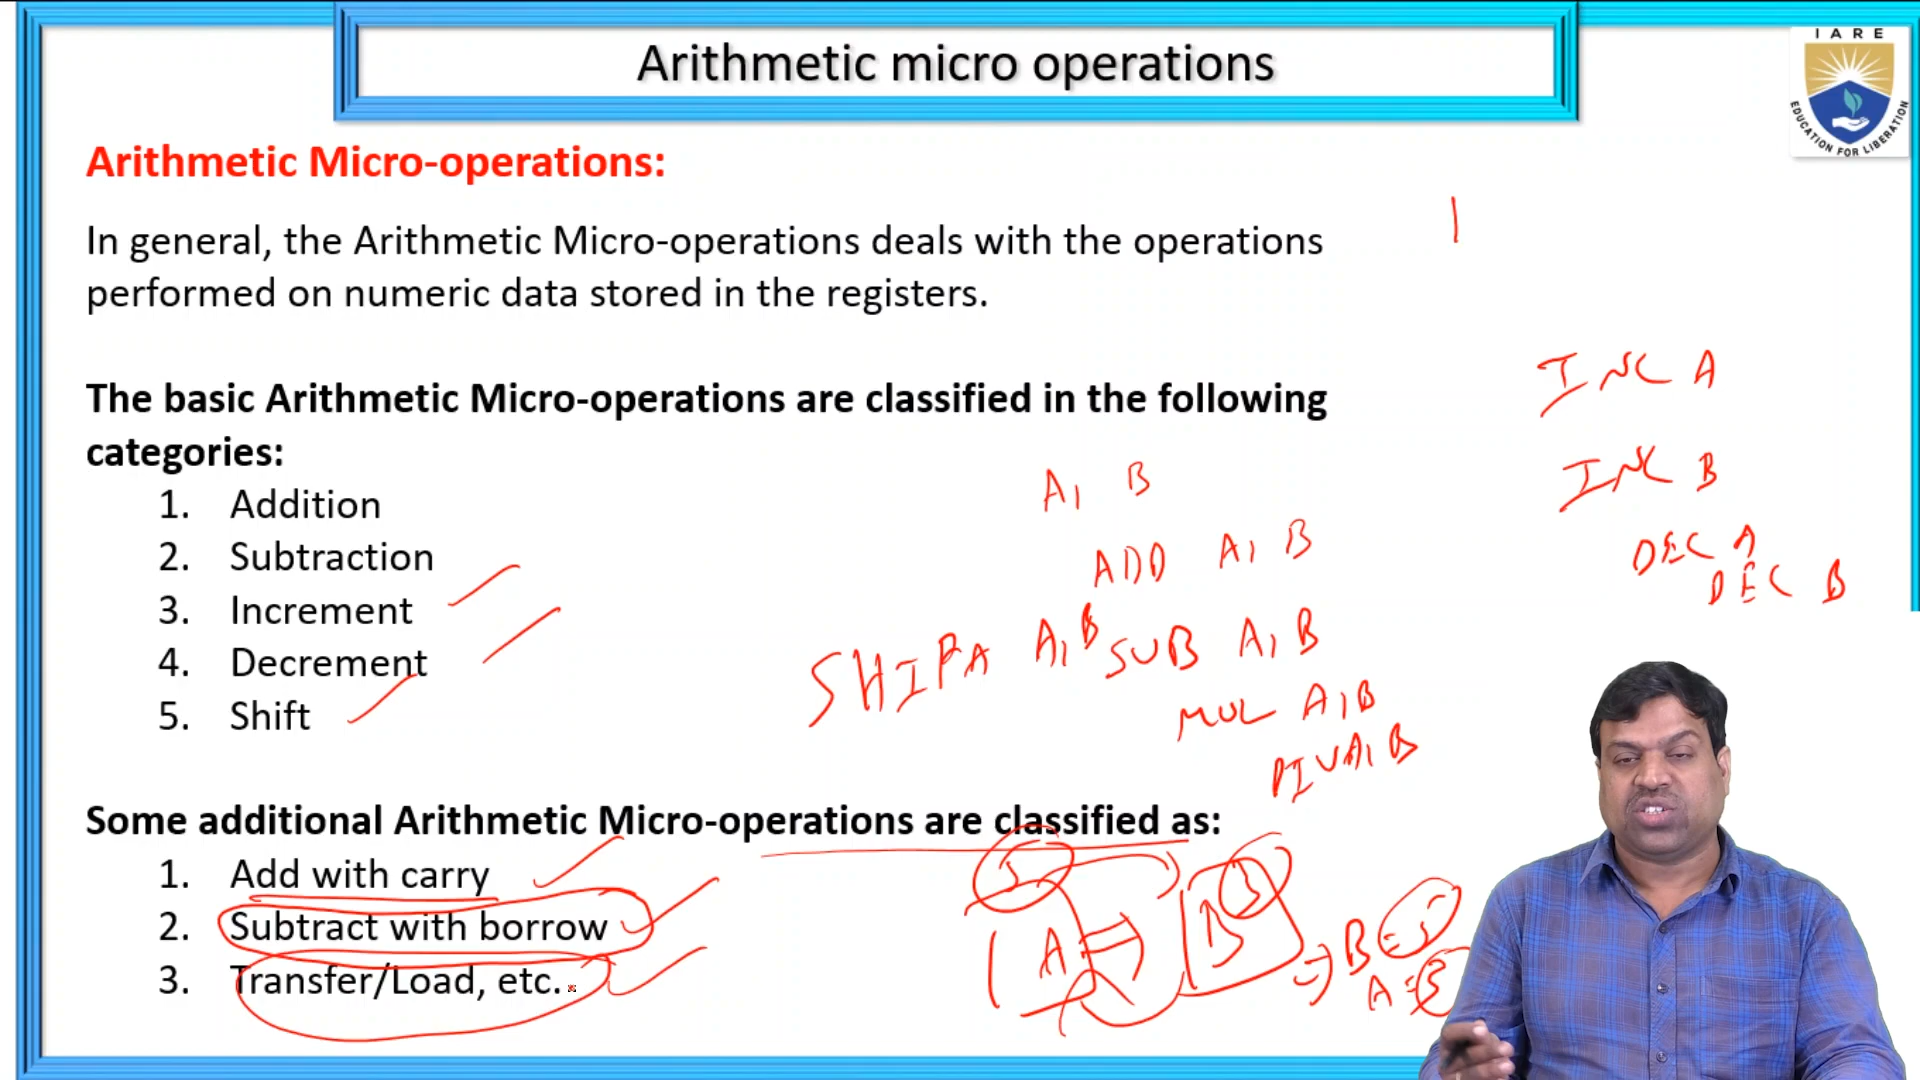 Arithmetic micro operations
IARE
EDUCATION FOR LIBERATION
Arithmetic Micro-operations:
In general, the Arithmetic Micro-operations deals with the operations
performed on numeric data stored in the registers.
The basic Arithmetic Micro-operations are classified in the following
categories:
1. Addition
2. Subtraction
3. Increment
4. Decrement
5. Shift
INC A
INC B
DEC A
DEC B
A, B
ADD A, B
SUB A, B
A, B
MUL A, B
DIV A, B
Some additional Arithmetic Micro-operations are classified as:
1. Add with carry
2. Subtract with borrow
3. Transfer/Load, etc.
A
B
B
A